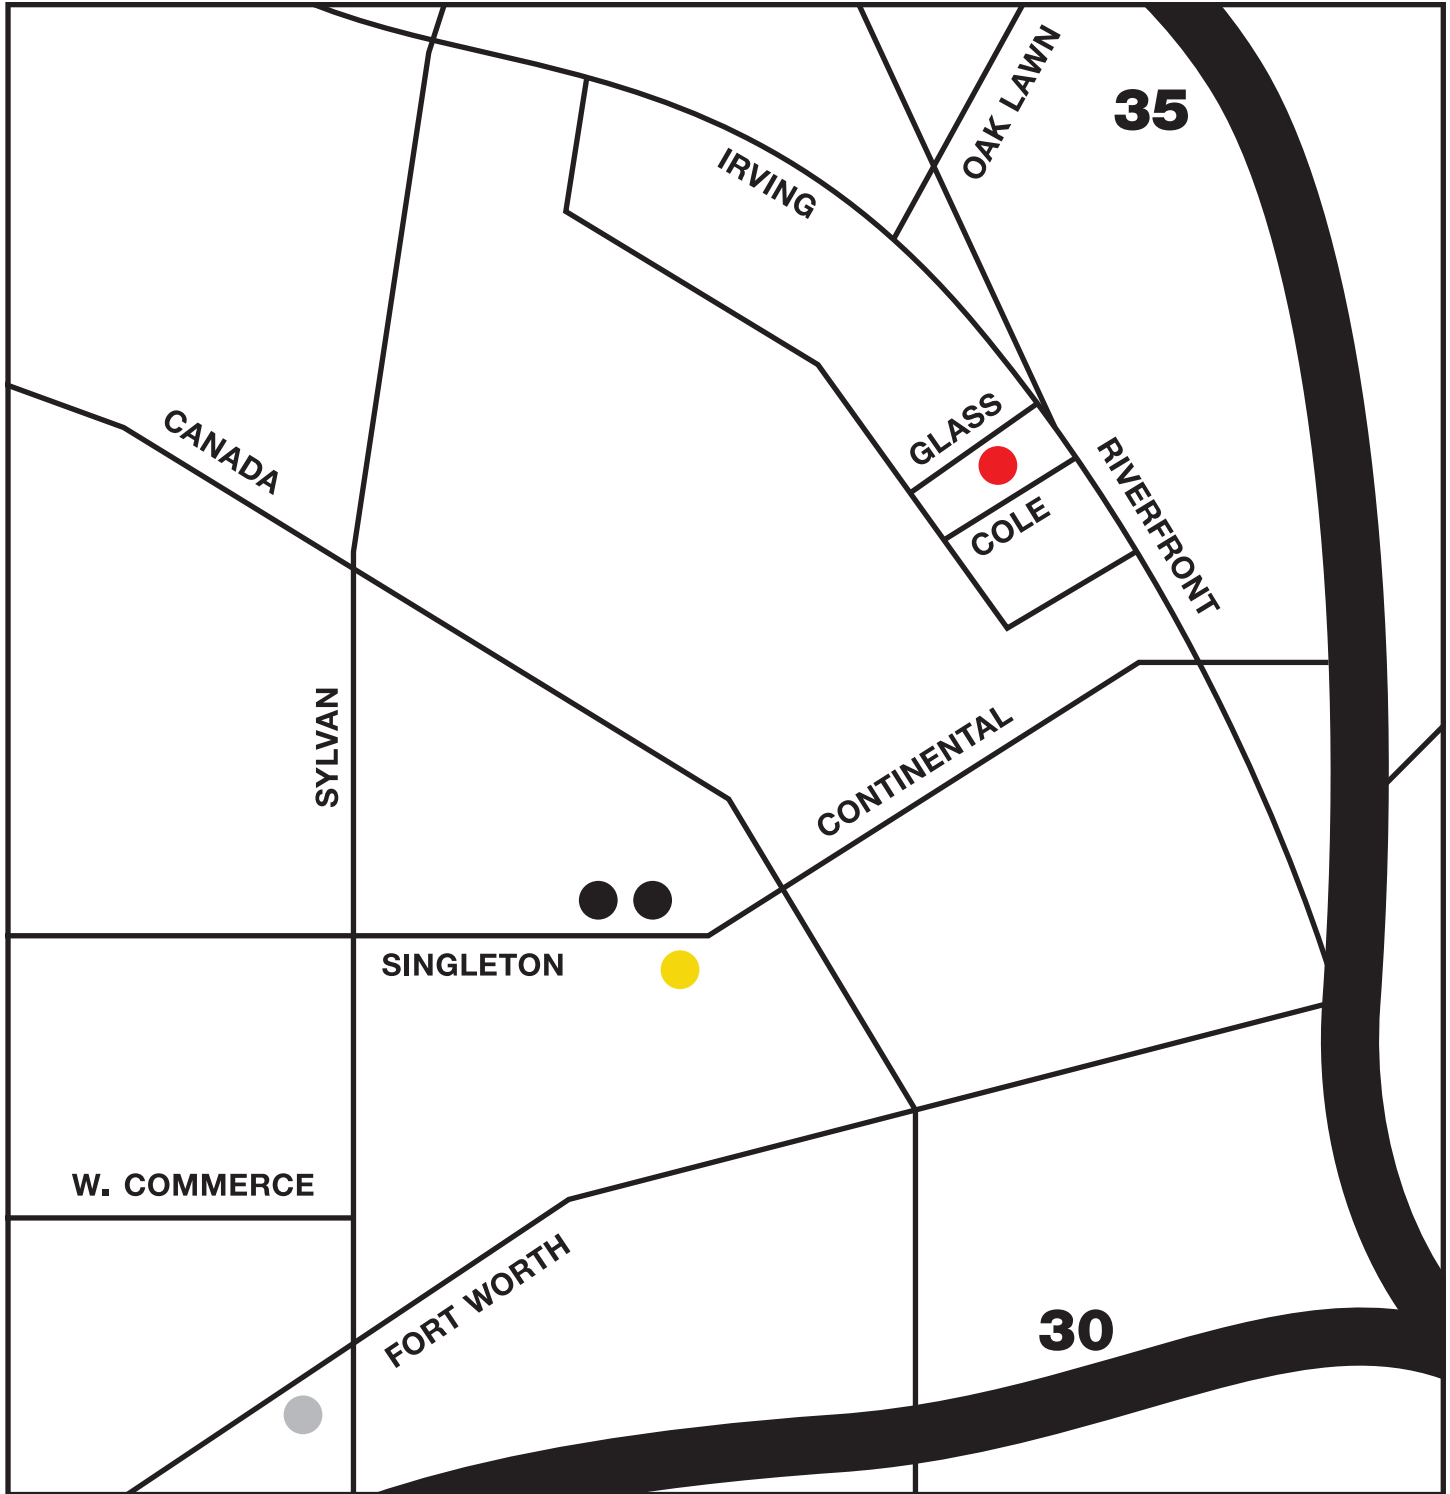 OAK LAWN
35
IRVING
GLASS
CANADA
RIVERFRONT
COLE
SYLVAN
CONTINENTAL
SINGLETON
W. COMMERCE
FORT WORTH
30